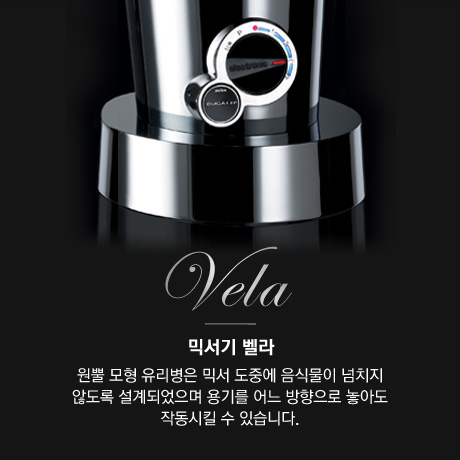 electronic
BUGATTI
Vela
믹서기 벨라
원뿔 모형 유리병은 믹서 도중에 음식물이 넘치지
않도록 설계되었으며 용기를 어느 방향으로 놓아도
작동시킬 수 있습니다.